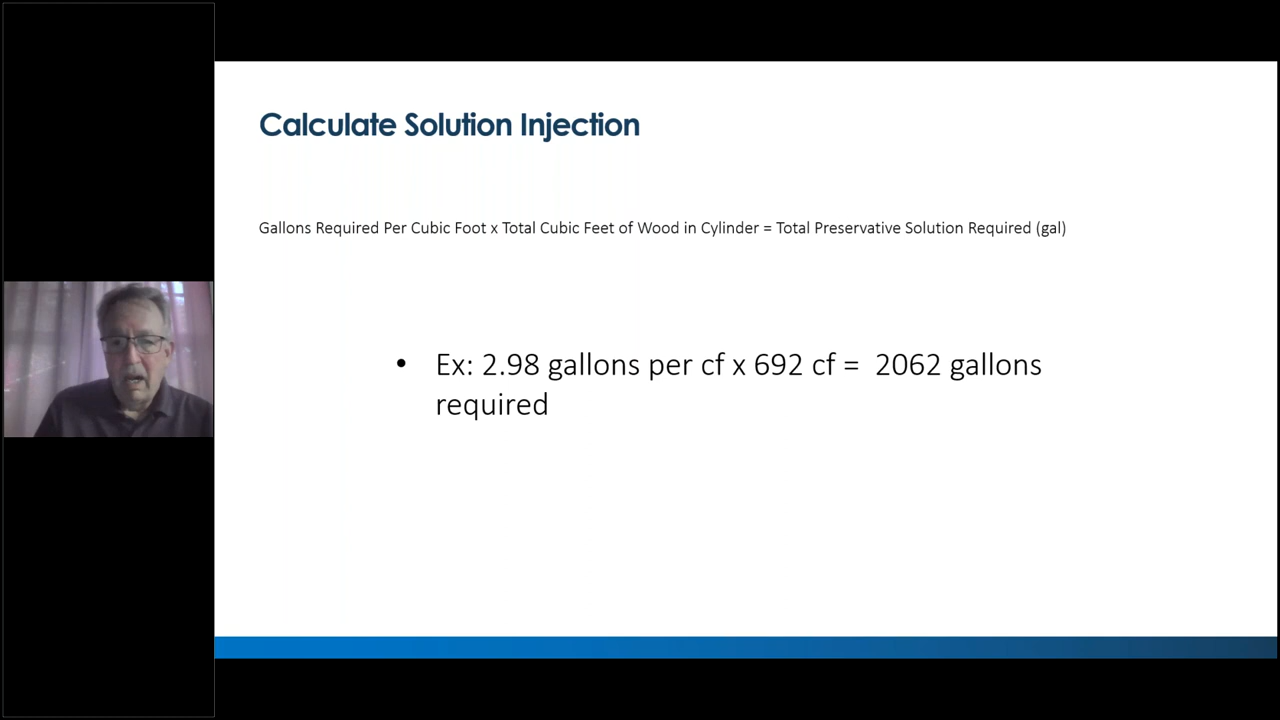 Calculate Solution Injection
Gallons Required Per Cubic Foot x Total Cubic Feet of Wood in Cylinder = Total Preservative Solution Required (gal)
• Ex: 2.98 gallons per cf x 692 cf = 2062 gallons
required